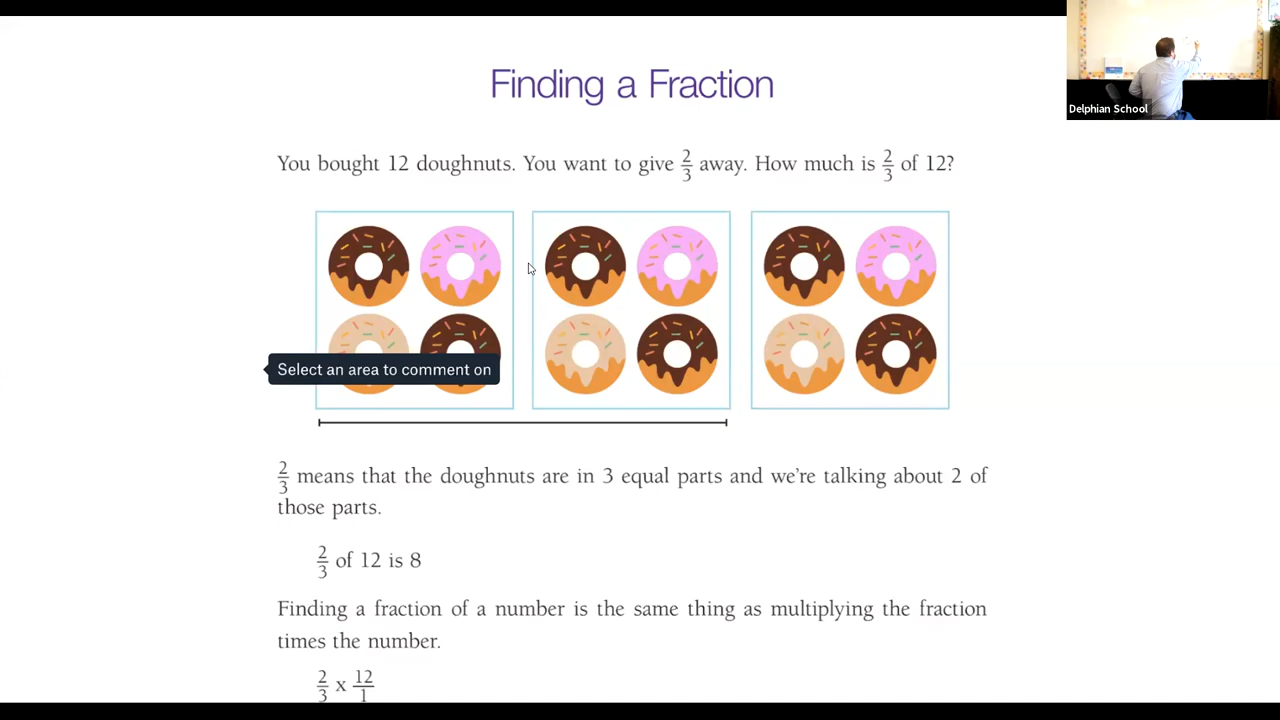 Finding a Fraction
Delphian School
You bought 12 doughnuts. You want to give 2/3 away. How much is 2/3 of 12?
Select an area to comment on
2/3 means that the doughnuts are in 3 equal parts and we're talking about 2 of
those parts.
2/3 of 12 is 8
Finding a fraction of a number is the same thing as multiplying the fraction
times the number.
2/3 x 12/1